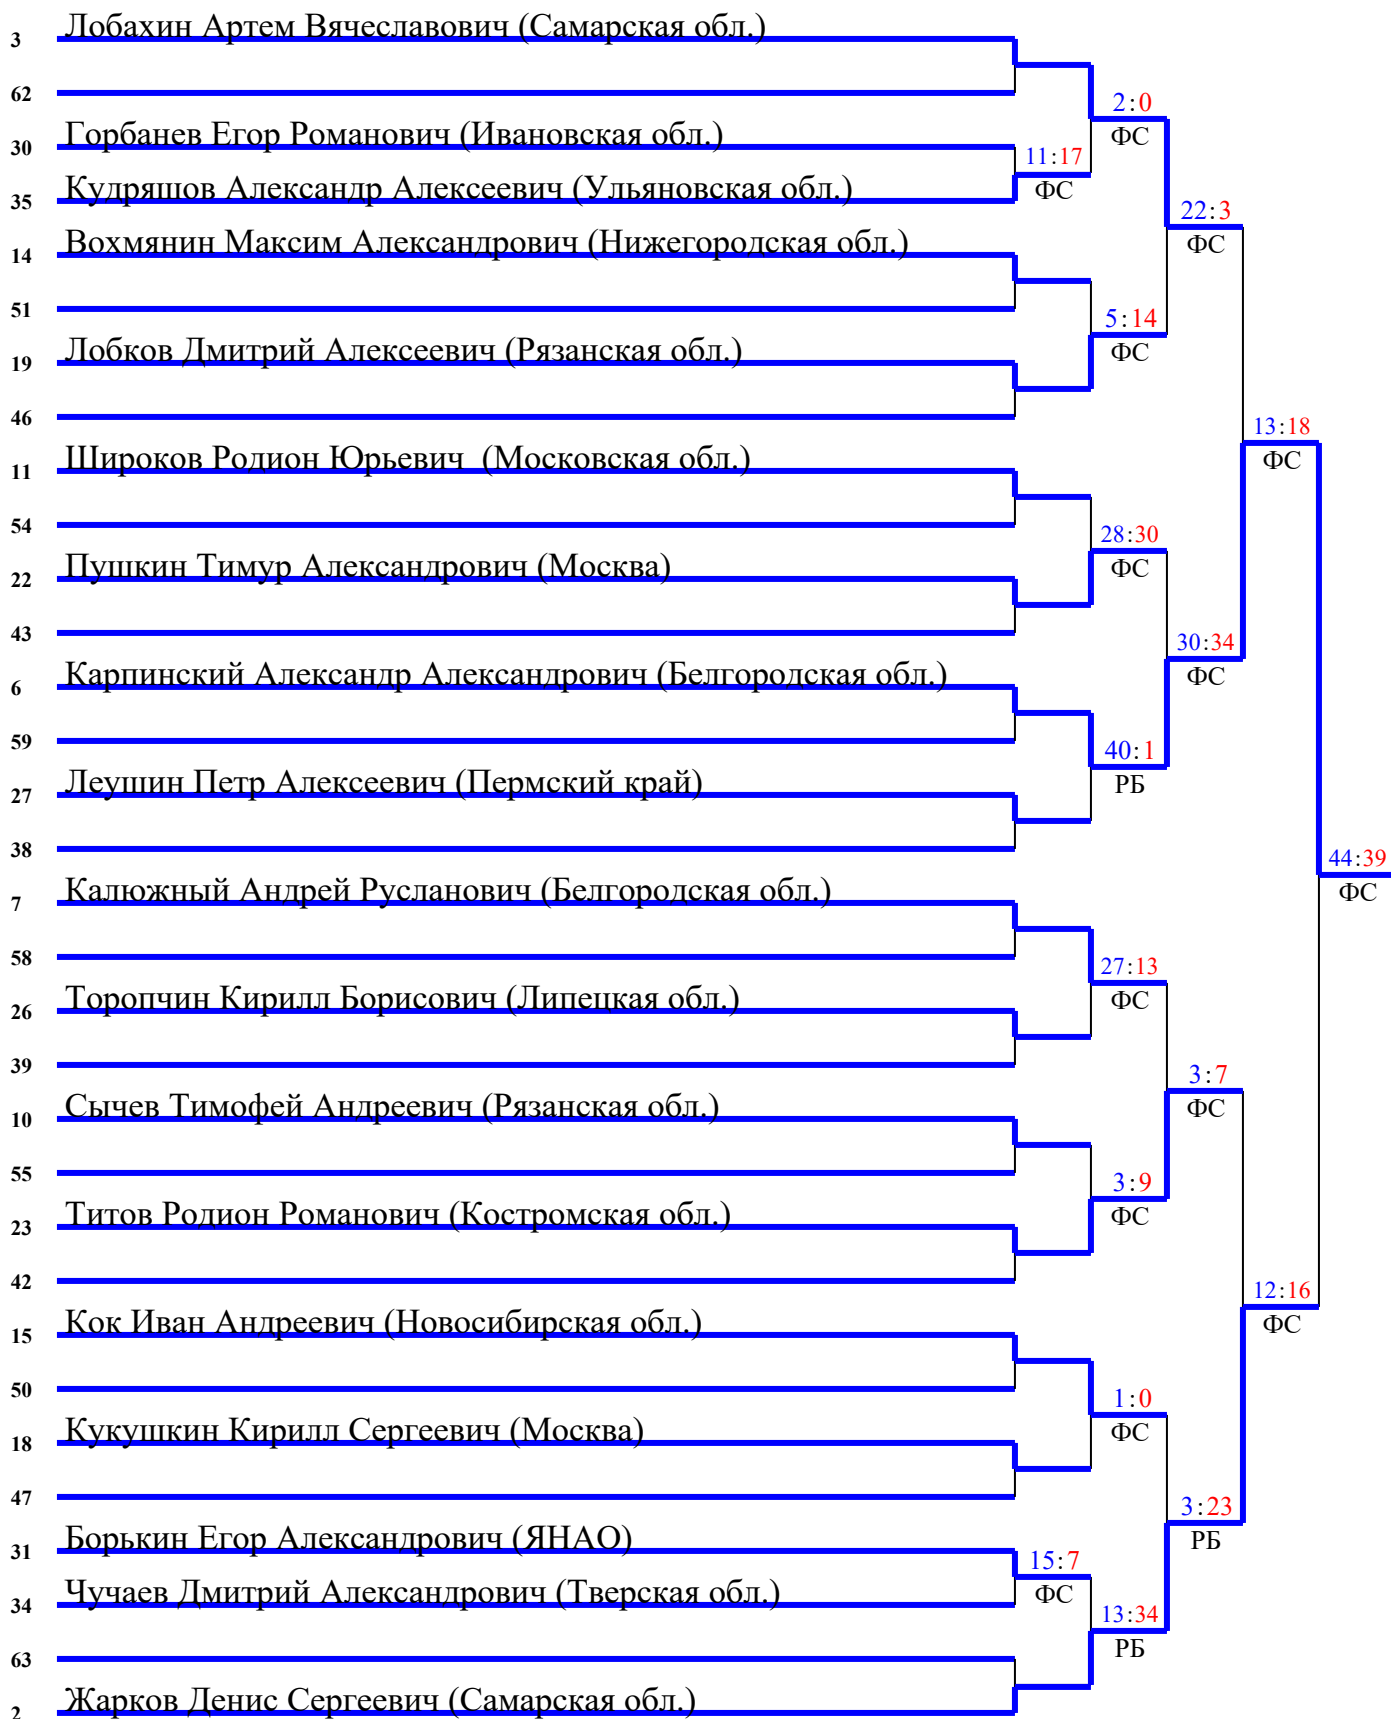 3 Лобахин Артем Вячеславович (Самарская обл.)
62
2:0
ФС
30 Горбанев Егор Романович (Ивановская обл.)
11:17
ФС
35 Кудряшов Александр Алексеевич (Ульяновская обл.)
22:3
ФС
14 Вохмянин Максим Александрович (Нижегородская обл.)
51
5:14
ФС
19 Лобков Дмитрий Алексеевич (Рязанская обл.)
46
13:18
ФС
11 Широков Родион Юрьевич (Московская обл.)
54
28:30
ФС
22 Пушкин Тимур Александрович (Москва)
43
30:34
ФС
6 Карпинский Александр Александрович (Белгородская обл.)
59
40:1
РБ
27 Леушин Петр Алексеевич (Пермский край)
38
44:39
ФС
7 Калюжный Андрей Русланович (Белгородская обл.)
58
27:13
ФС
26 Торопчин Кирилл Борисович (Липецкая обл.)
39
3:7
ФС
10 Сычев Тимофей Андреевич (Рязанская обл.)
55
3:9
ФС
23 Титов Родион Романович (Костромская обл.)
42
12:16
ФС
15 Кок Иван Андреевич (Новосибирская обл.)
50
1:0
ФС
18 Кукушкин Кирилл Сергеевич (Москва)
47
3:23
РБ
31 Борькин Егор Александрович (ЯНАО)
15:7
ФС
34 Чучаев Дмитрий Александрович (Тверская обл.)
13:34
РБ
63
2 Жарков Денис Сергеевич (Самарская обл.)